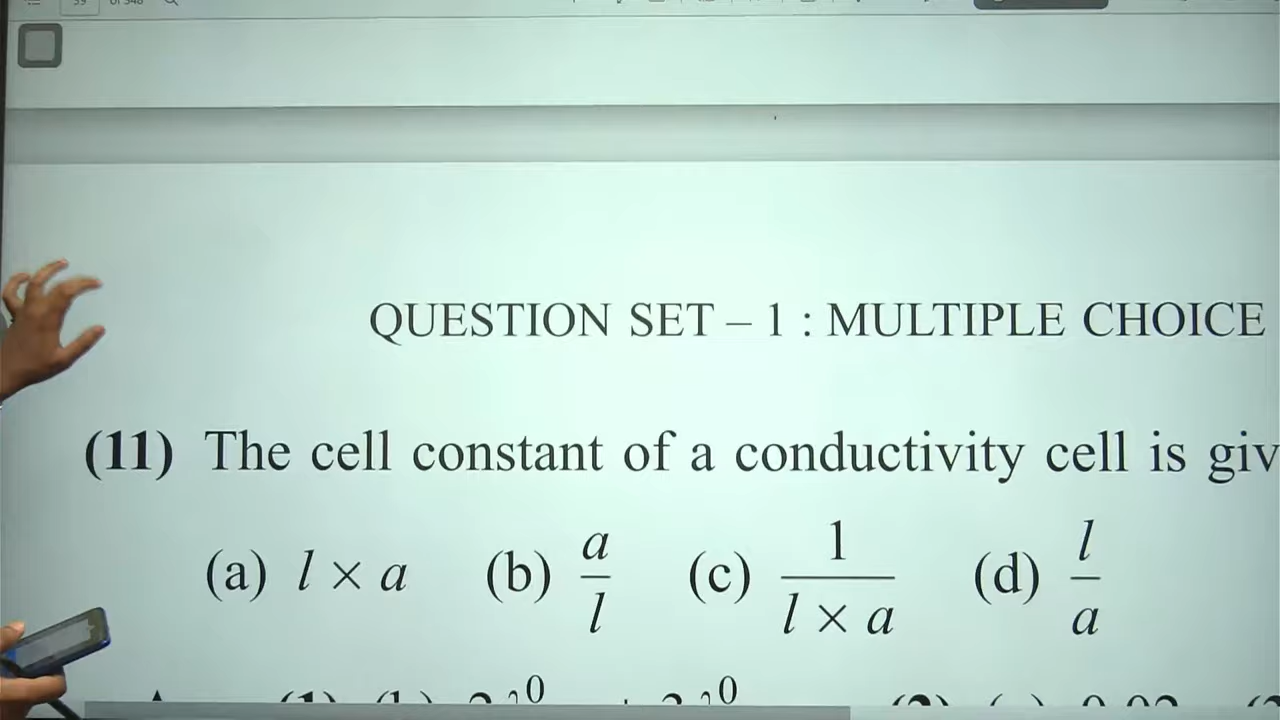 QUESTION SET – 1 : MULTIPLE CHOICE
(11) The cell constant of a conductivity cell is giv
(a) l × a (b) a/l (c) 1/(l × a) (d) l/a